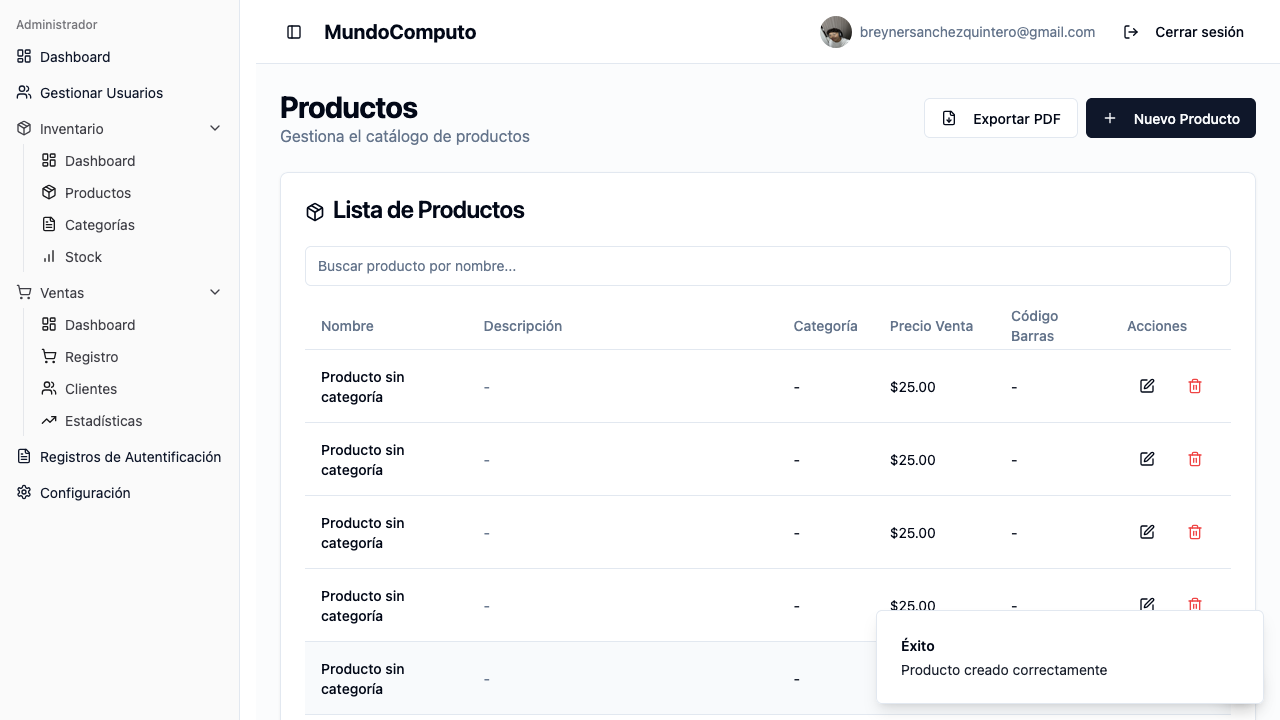 Administrador
Dashboard
Gestionar Usuarios
Inventario
Dashboard
Productos
Categorías
Stock
Ventas
Dashboard
Registro
Clientes
Estadísticas
Registros de Autentificación
Configuración
MundoComputo
breynersanchezquintero@gmail.com
Cerrar sesión
Productos
Gestiona el catálogo de productos
Exportar PDF
Nuevo Producto
Lista de Productos
Buscar producto por nombre...
Nombre Descripción Categoría Precio Venta Código Barras Acciones
Producto sin categoría - - $25.00 -
Producto sin categoría - - $25.00 -
Producto sin categoría - - $25.00 -
Producto sin categoría - - $25.00 -
Producto sin categoría - -
Éxito
Producto creado correctamente